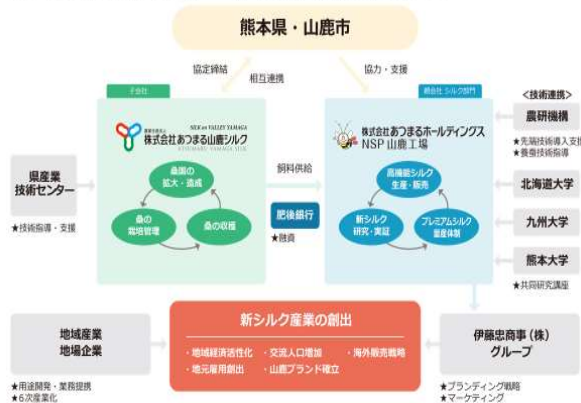 熊本県・山鹿市
協定締結
相互連携
協力・支援
子会社
SILK on VALLEY YAMAGA
株式会社あつまる山鹿シルク
ATSUMARU YAMAGA SILK
桑園の
拡大・造成
桑の
栽培管理
桑の収穫
飼料供給
肥後銀行
★融資
株式会社あつまるホールディングス
NSP 山鹿工場
高機能シルク
生産・販売
新シルク
研究・実証
プレミアムシルク
量産体制
<技術連携>
農研機構
★先端技術導入支援
★養蚕技術指導
北海道大学
九州大学
熊本大学
★共同研究講座
県産業
技術センター
★技術指導・支援
地域産業
地場企業
★用途開発・業務提携
★6次産業化
新シルク産業の創出
・地域経済活性化 ・交流人口増加 ・海外販売戦略
・地元雇用創出 ・山鹿ブランド確立
伊藤忠商事(株)
グループ
★ブランディング戦略
★マーケティング